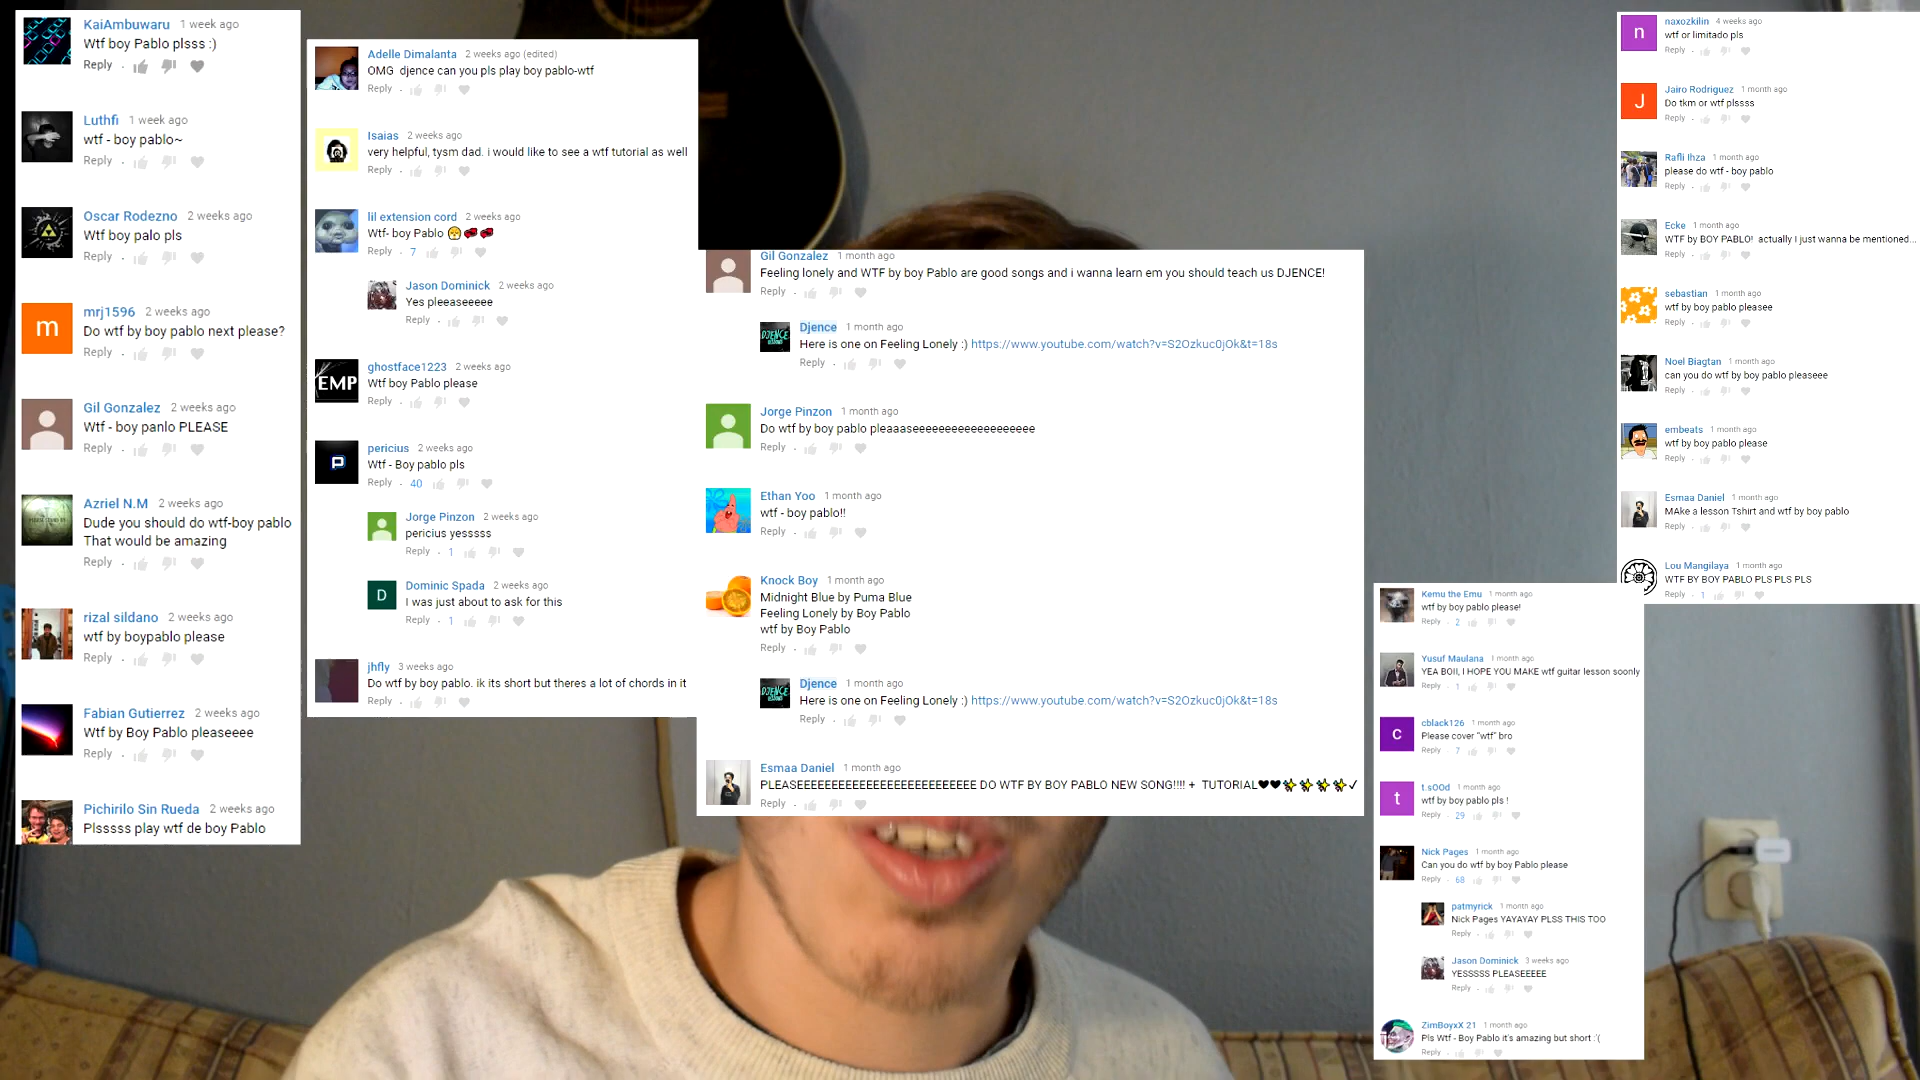 KaiAmbuwaru 1 week ago
Wtf boy Pablo plsss :)
Reply
Luthfi 1 week ago
wtf - boy pablo~
Reply
Oscar Rodezno 2 weeks ago
Wtf boy palo pls
Reply
m
mrj1596 2 weeks ago
Do wtf by boy pablo next please?
Reply
Gil Gonzalez 2 weeks ago
Wtf - boy panlo PLEASE
Reply
Azriel N.M 2 weeks ago
Dude you should do wtf-boy pablo
That would be amazing
Reply
rizal sildano 2 weeks ago
wtf by boypablo please
Reply
Fabian Gutierrez 2 weeks ago
Wtf by Boy Pablo pleaseeee
Reply
Pichirilo Sin Rueda 2 weeks ago
Plsssss play wtf de boy Pablo
Adelle Dimalanta 2 weeks ago (edited)
OMG djence can you pls play boy pablo-wtf
Reply
Isaias 2 weeks ago
very helpful, tysm dad. i would like to see a wtf tutorial as well
Reply
lil extension cord 2 weeks ago
Wtf- boy Pablo 
Reply 7
Jason Dominick 2 weeks ago
Yes pleeaseeeee
Reply
EMP
ghostface1223 2 weeks ago
Wtf boy Pablo please
Reply
P
pericius 2 weeks ago
Wtf - Boy pablo pls
Reply 40
Jorge Pinzon 2 weeks ago
pericius yesssss
Reply 1
D
Dominic Spada 2 weeks ago
I was just about to ask for this
Reply 1
jhfly 3 weeks ago
Do wtf by boy pablo. ik its short but theres a lot of chords in it
Reply
Gil Gonzalez 1 month ago
Feeling lonely and WTF by boy Pablo are good songs and i wanna learn em you should teach us DJENCE!
Reply
DJENCE
Djence 1 month ago
Here is one on Feeling Lonely :) https://www.youtube.com/watch?v=S2Ozkuc0jOk&t=18s
Reply
Jorge Pinzon 1 month ago
Do wtf by boy pablo pleaaaseeeeeeeeeeeeeeeeeee
Reply
Ethan Yoo 1 month ago
wtf - boy pablo!!
Reply
Knock Boy 1 month ago
Midnight Blue by Puma Blue
Feeling Lonely by Boy Pablo
wtf by Boy Pablo
Reply
DJENCE
Djence 1 month ago
Here is one on Feeling Lonely :) https://www.youtube.com/watch?v=S2Ozkuc0jOk&t=18s
Reply
Esmaa Daniel 1 month ago
PLEASEEEEEEEEEEEEEEEEEEEEEEEEEE DO WTF BY BOY PABLO NEW SONG!!!! + TUTORIAL🖤🖤✨✨✨✨✓
Reply
n
naxozkilin 4 weeks ago
wtf or limitado pls
Reply
J
Jairo Rodriguez 1 month ago
Do tkm or wtf plssss
Reply
Rafli Ihza 1 month ago
please do wtf - boy pablo
Reply
Ecke 1 month ago
WTF by BOY PABLO! actually I just wanna be mentioned...
Reply
sebastian 1 month ago
wtf by boy pablo pleasee
Reply
Noel Biagtan 1 month ago
can you do wtf by boy pablo pleaseee
Reply
embeats 1 month ago
wtf by boy pablo please
Reply
Esmaa Daniel 1 month ago
MAke a lesson Tshirt and wtf by boy pablo
Reply
Lou Mangilaya 1 month ago
WTF BY BOY PABLO PLS PLS PLS
Reply 1
Kemu the Emu 1 month ago
wtf by boy pablo please!
Reply 2
Yusuf Maulana 1 month ago
YEA BOII, I HOPE YOU MAKE wtf guitar lesson soonly
Reply 1
C
cblack126 1 month ago
Please cover "wtf" bro
Reply 7
t
t sOOd 1 month ago
wtf by boy pablo pls !
Reply 29
Nick Pages 1 month ago
Can you do wtf by boy Pablo please
Reply 68
patmyrick 1 month ago
Nick Pages YAYAYAY PLSS THIS TOO
Reply
Jason Dominick 3 weeks ago
YESSSSS PLEASEEEEE
Reply
ZimBoyxX 21 1 month ago
Pls Wtf - Boy Pablo it's amazing but short :'(
Reply